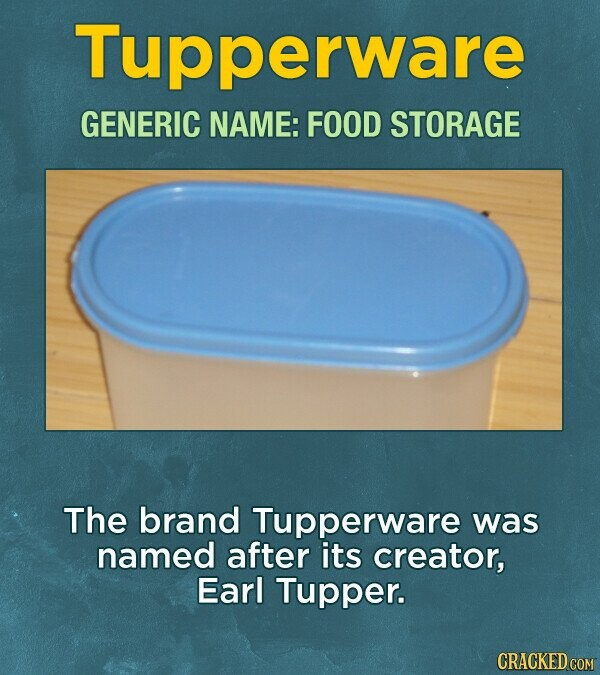 Tupperware
GENERIC NAME: FOOD STORAGE
The brand Tupperware was
named after its creator,
Earl Tupper.
CRACKED.COM